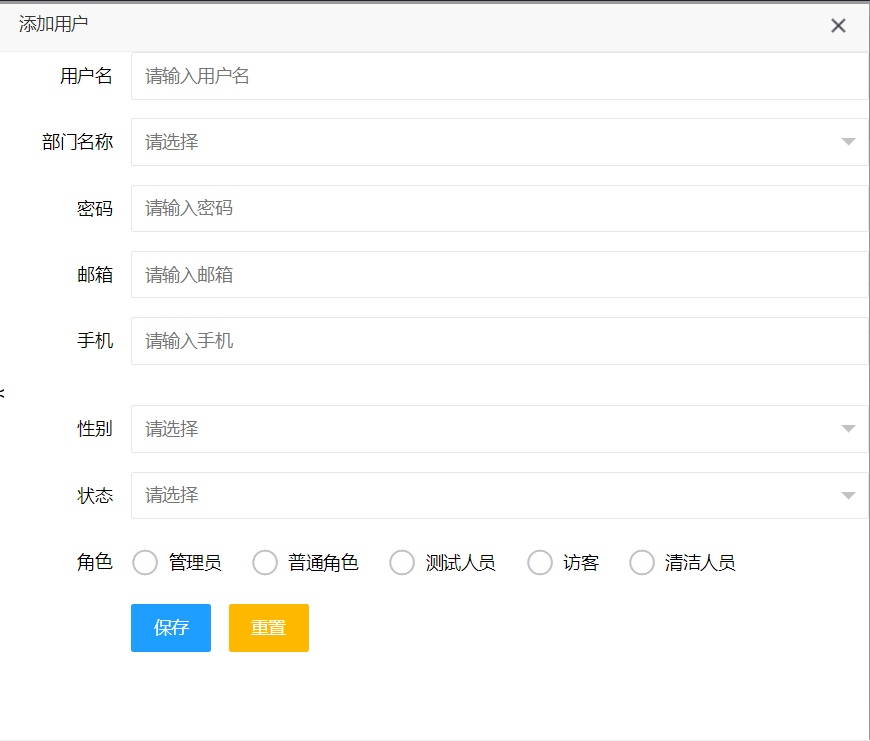 添加用户
用户名 请输入用户名
部门名称 请选择
密码 请输入密码
邮箱 请输入邮箱
手机 请输入手机
<
性别 请选择
状态 请选择
角色 管理员 普通角色 测试人员 访客 清洁人员
保存 重置